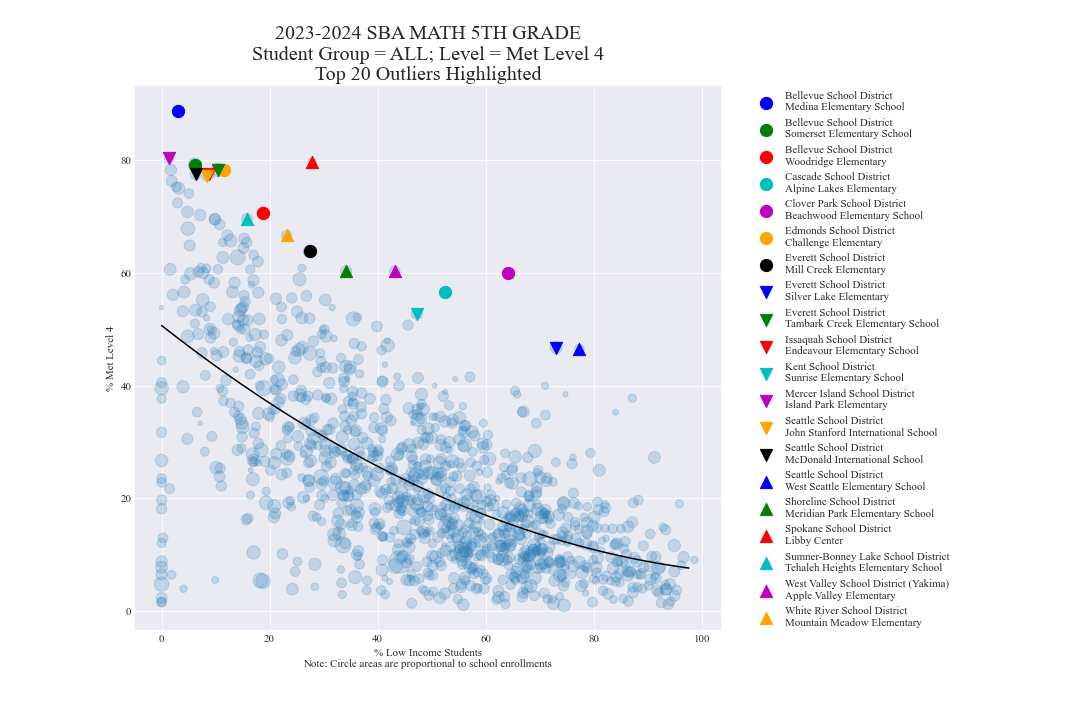 2023-2024 SBA MATH 5TH GRADE
Student Group = ALL; Level = Met Level 4
Top 20 Outliers Highlighted
% Met Level 4
80
60
40
20
0
0 20 40 60 80 100
% Low Income Students
Note: Circle areas are proportional to school enrollments
Bellevue School District
Medina Elementary School
Bellevue School District
Somerset Elementary School
Bellevue School District
Woodridge Elementary
Cascade School District
Alpine Lakes Elementary
Clover Park School District
Beachwood Elementary School
Edmonds School District
Challenge Elementary
Everett School District
Mill Creek Elementary
Everett School District
Silver Lake Elementary
Everett School District
Tambark Creek Elementary School
Issaquah School District
Endeavour Elementary School
Kent School District
Sunrise Elementary School
Mercer Island School District
Island Park Elementary
Seattle School District
John Stanford International School
Seattle School District
McDonald International School
Seattle School District
West Seattle Elementary School
Shoreline School District
Meridian Park Elementary School
Spokane School District
Libby Center
Sumner-Bonney Lake School District
Tehaleh Heights Elementary School
West Valley School District (Yakima)
Apple Valley Elementary
White River School District
Mountain Meadow Elementary